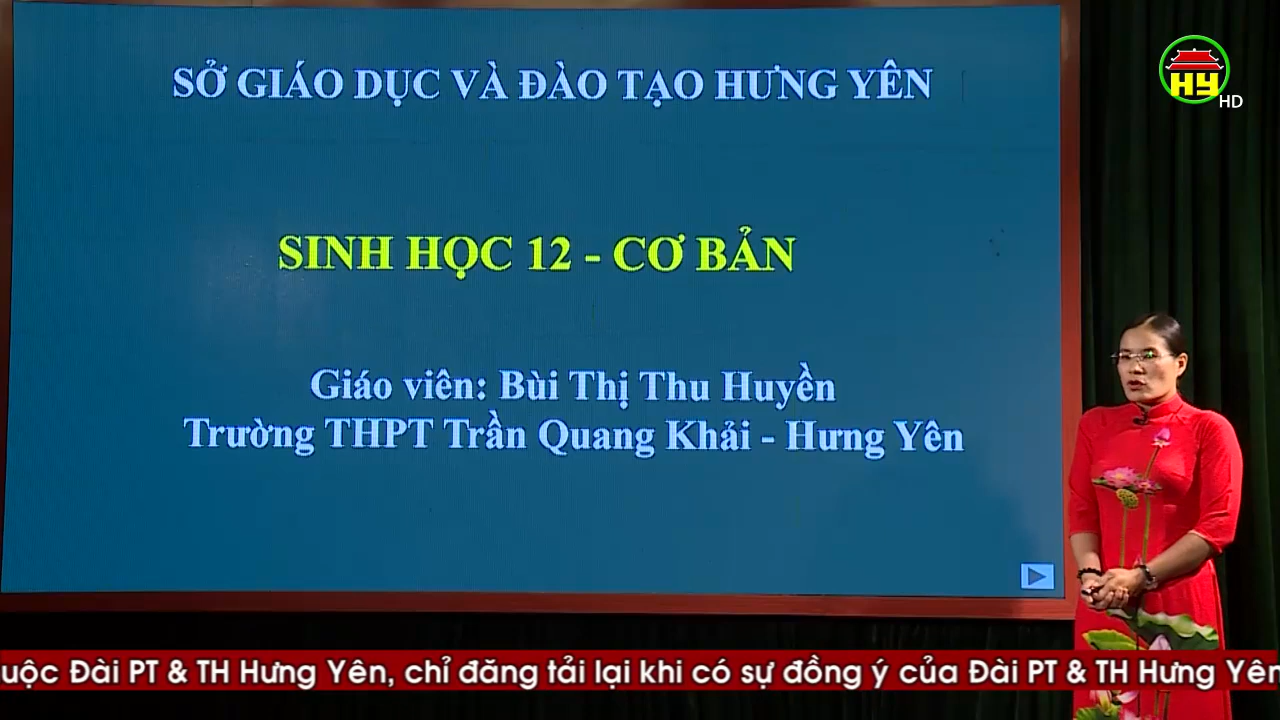 SỞ GIÁO DỤC VÀ ĐÀO TẠO HƯNG YÊN
HY
HD
SINH HỌC 12 - CƠ BẢN
Giáo viên: Bùi Thị Thu Huyền
Trường THPT Trần Quang Khải - Hưng Yên
uộc Đài PT & TH Hưng Yên, chỉ đăng tải lại khi có sự đồng ý của Đài PT & TH Hưng Yên